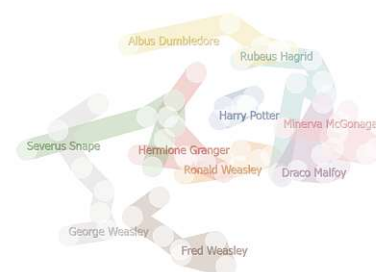 Albus Dumbledore
Rubeus Hagrid
Harry Potter
Minerva McGonaga
Severus Snape
Hermione Granger
Ronald Weasley
Draco Malfoy
George Weasley
Fred Weasley